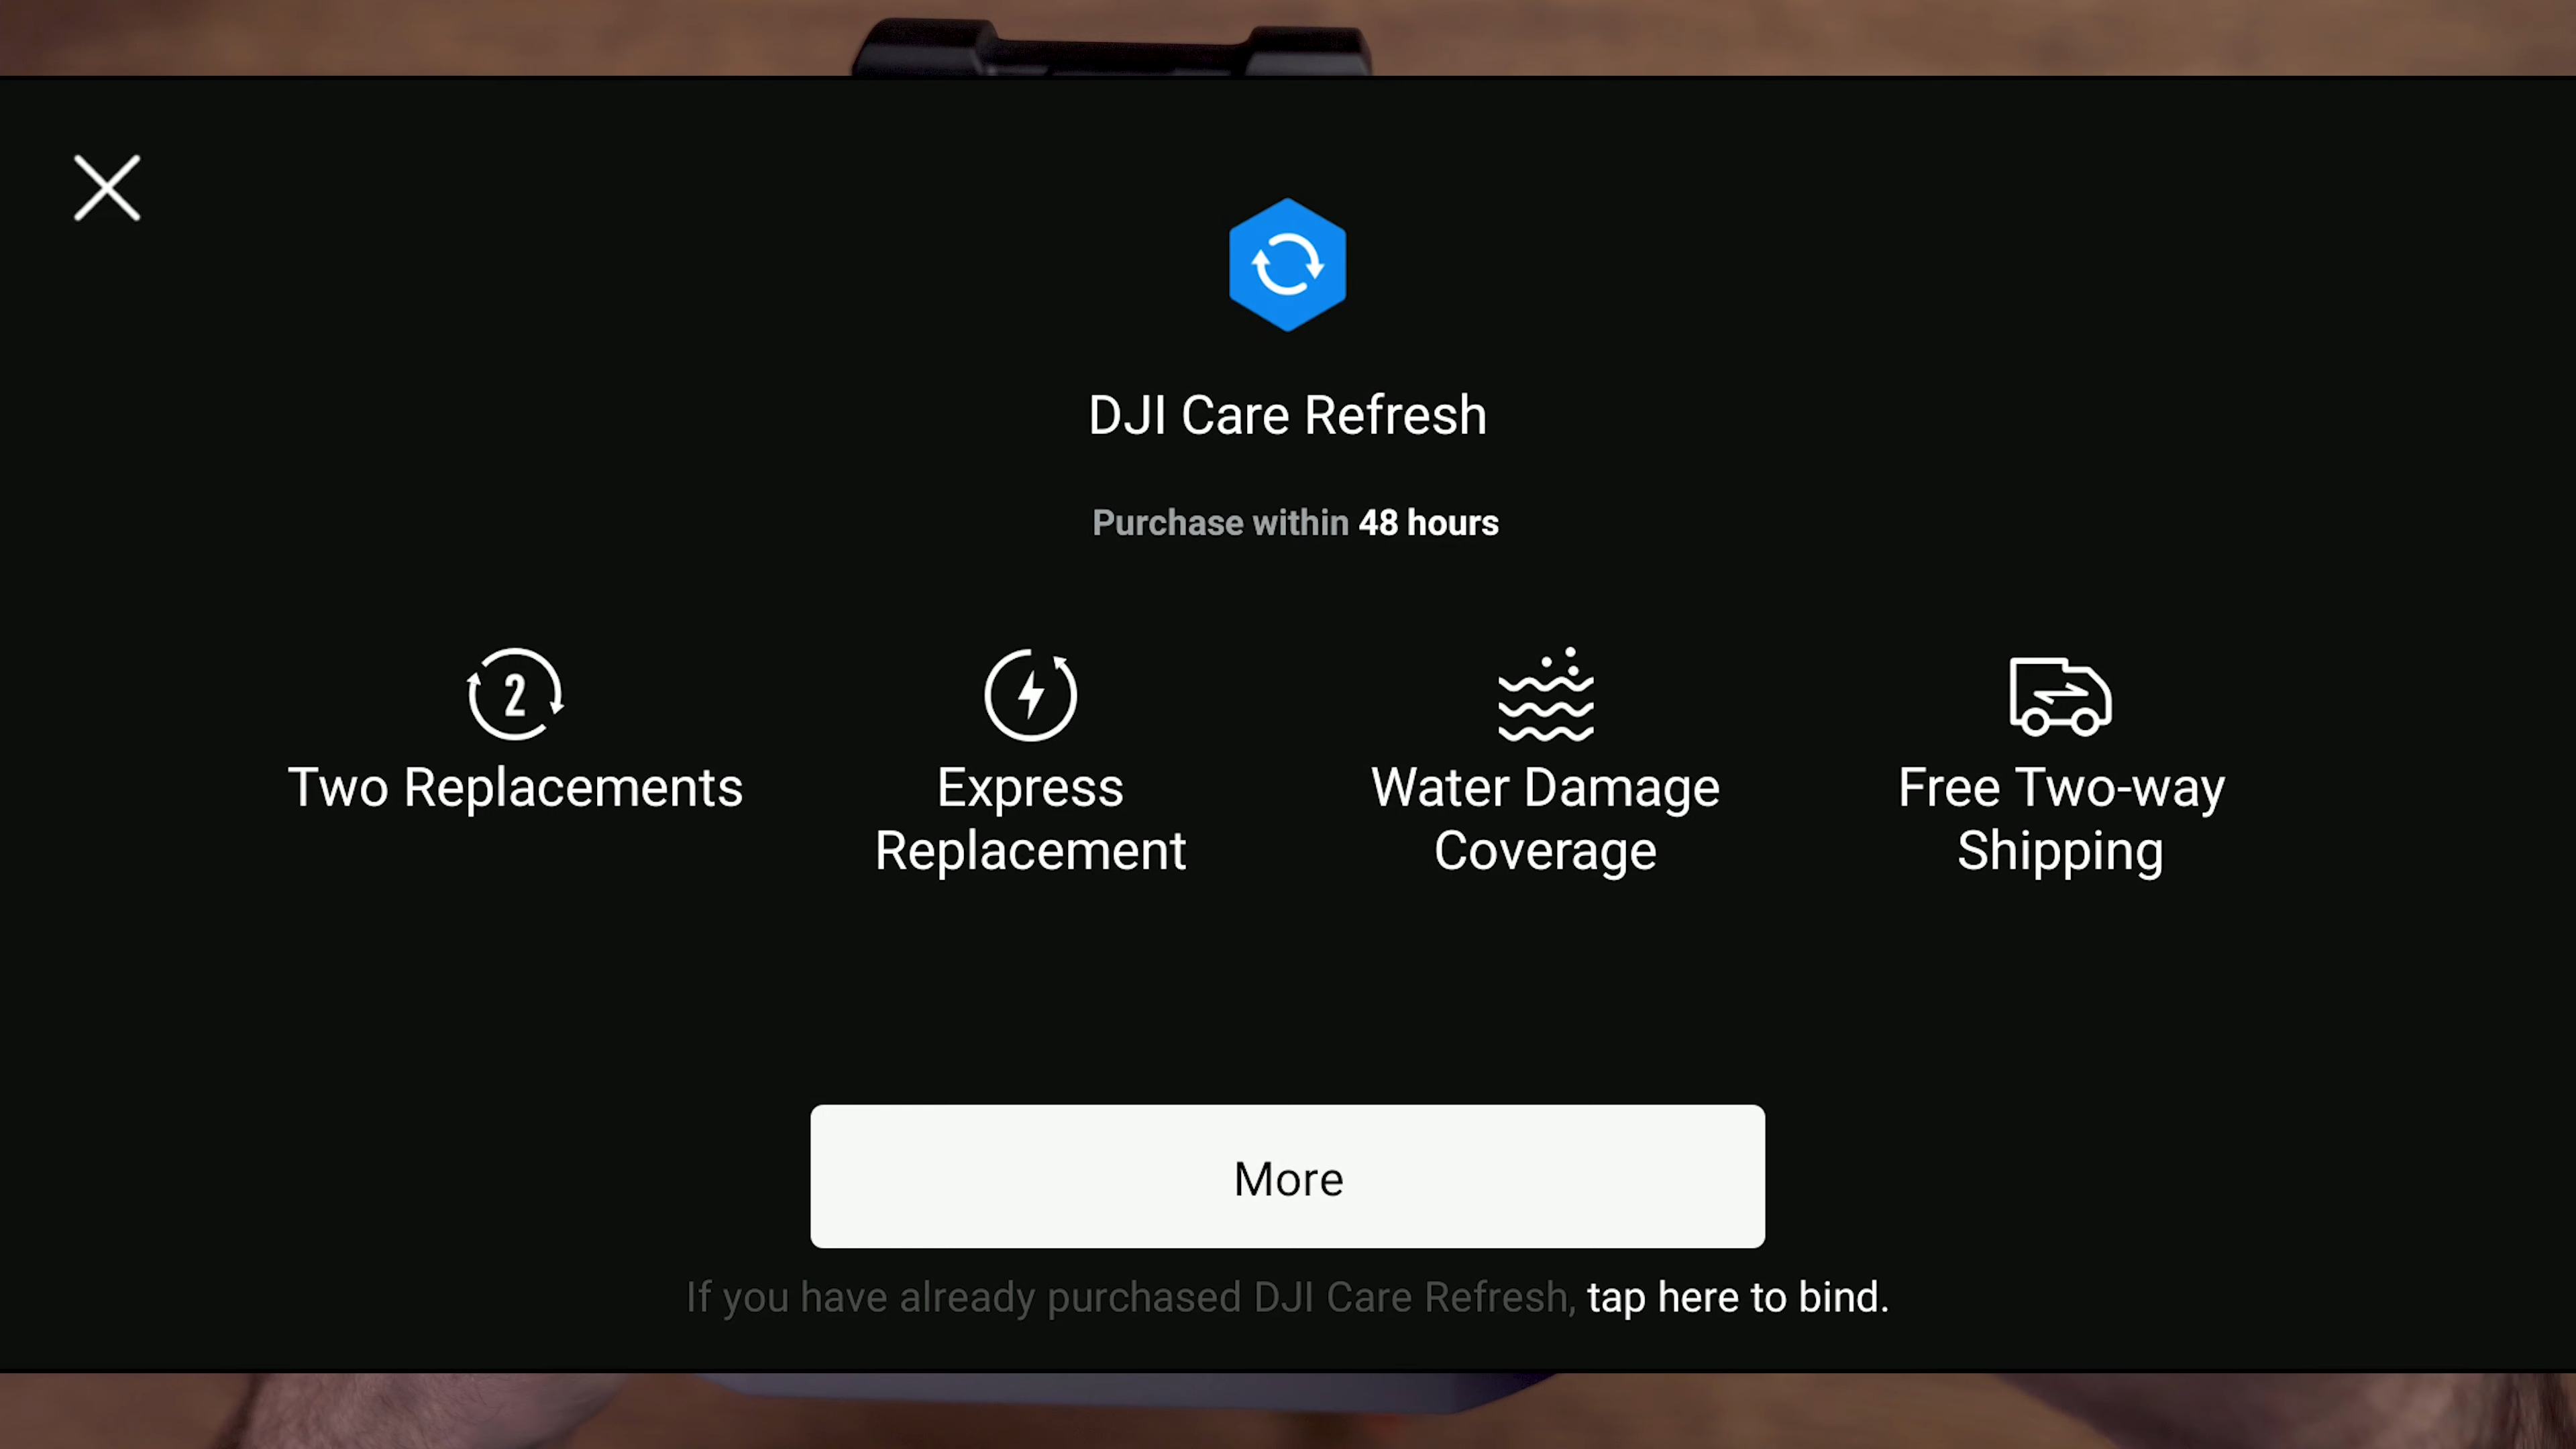 DJI Care Refresh
Purchase within 48 hours
2
Two Replacements
Express
Replacement
Water Damage
Coverage
Free Two-way
Shipping
More
If you have already purchased DJI Care Refresh, tap here to bind.